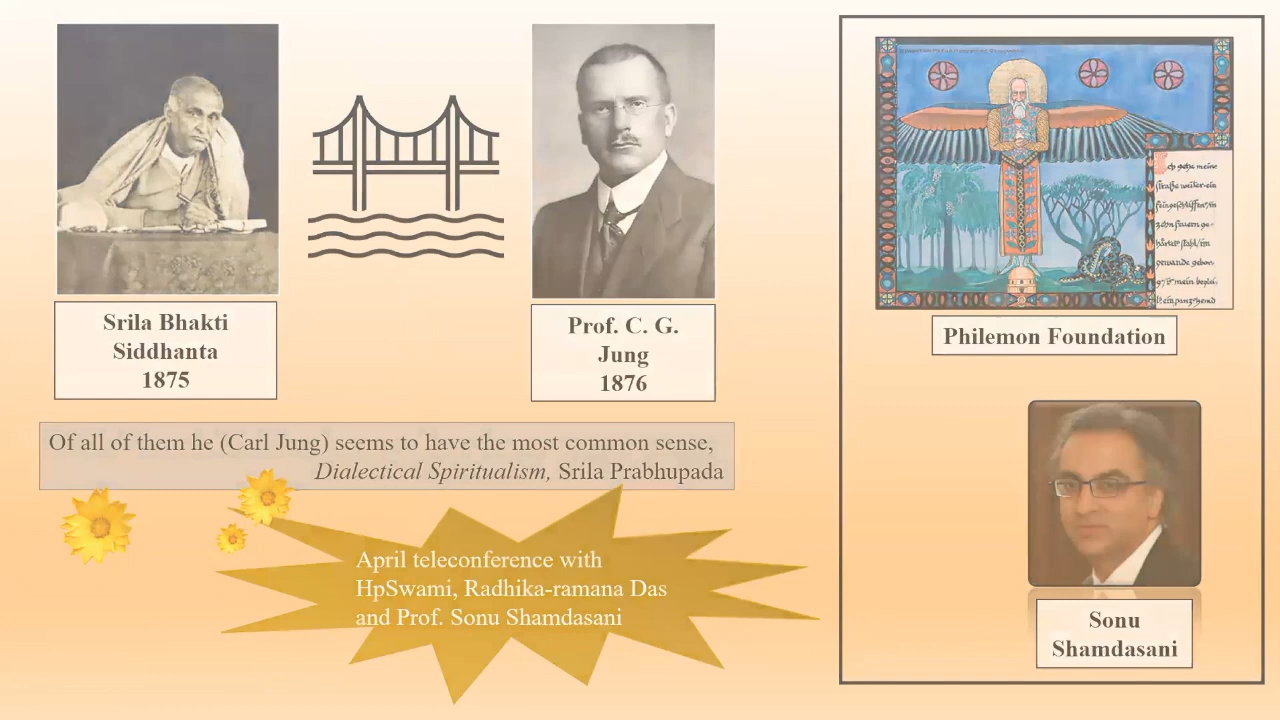 Srila Bhakti
Siddhanta
1875
Prof. C. G.
Jung
1876
Of all of them he (Carl Jung) seems to have the most common sense,
Dialectical Spiritualism, Srila Prabhupada
April teleconference with
HpSwami, Radhika-ramana Das
and Prof. Sonu Shamdasani
meine
Philemon Foundation
Sonu
Shamdasani